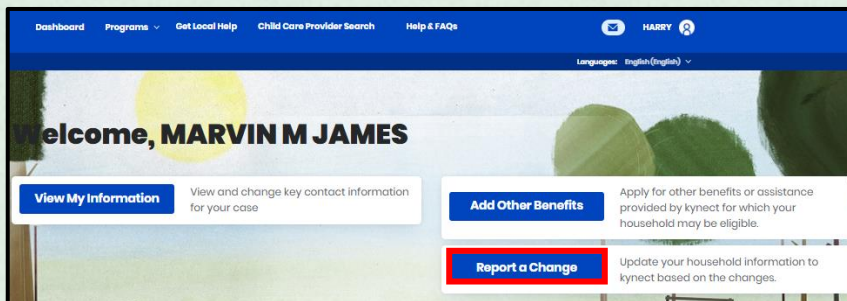 Dashboard Programs Get Local Help Child Care Provider Search Help & FAQs HARRY
Languages: English (English)
Welcome, MARVIN M JAMES
View My Information
View and change key contact information
for your case
Add Other Benefits
Apply for other benefits or assistance
provided by kynect for which your
household may be eligible.
Report a Change
Update your household information to
kynect based on the changes.